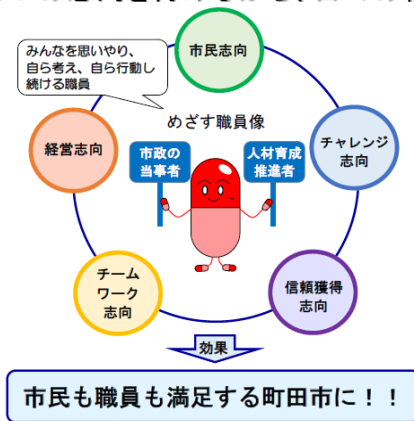 みんなを思いやり、
自ら考え、自ら行動し
続ける職員
市民志向
めざす職員像
経営志向
市政の
当事者
人材育成
推進者
チャレンジ
志向
チーム
ワーク
志向
信頼獲得
志向
効果
市民も職員も満足する町田市に！！